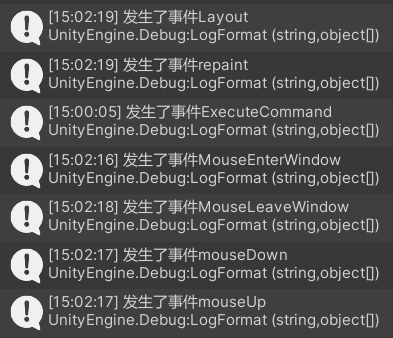 [15:02:19] 发生了事件Layout
UnityEngine.Debug:LogFormat (string,object[])
[15:02:19] 发生了事件repaint
UnityEngine.Debug:LogFormat (string,object[])
[15:00:05] 发生了事件ExecuteCommand
UnityEngine.Debug:LogFormat (string,object[])
[15:02:16] 发生了事件MouseEnterWindow
UnityEngine.Debug:LogFormat (string,object[])
[15:02:18] 发生了事件MouseLeaveWindow
UnityEngine.Debug:LogFormat (string,object[])
[15:02:17] 发生了事件mouseDown
UnityEngine.Debug:LogFormat (string,object[])
[15:02:17] 发生了事件mouseUp
UnityEngine.Debug:LogFormat (string,object[])